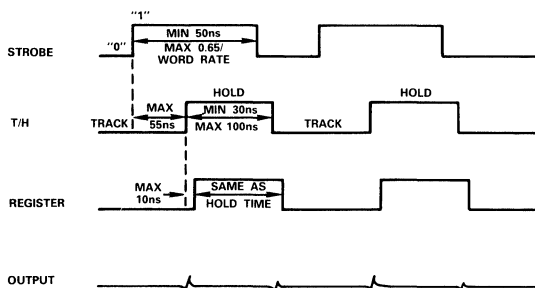 "1"
"0"
MIN 50ns
MAX 0.65/
WORD RATE
STROBE
HOLD
HOLD
T/H
TRACK
MAX
55ns
MIN 30ns
MAX 100ns
TRACK
REGISTER
MAX
10ns
SAME AS
HOLD TIME
OUTPUT